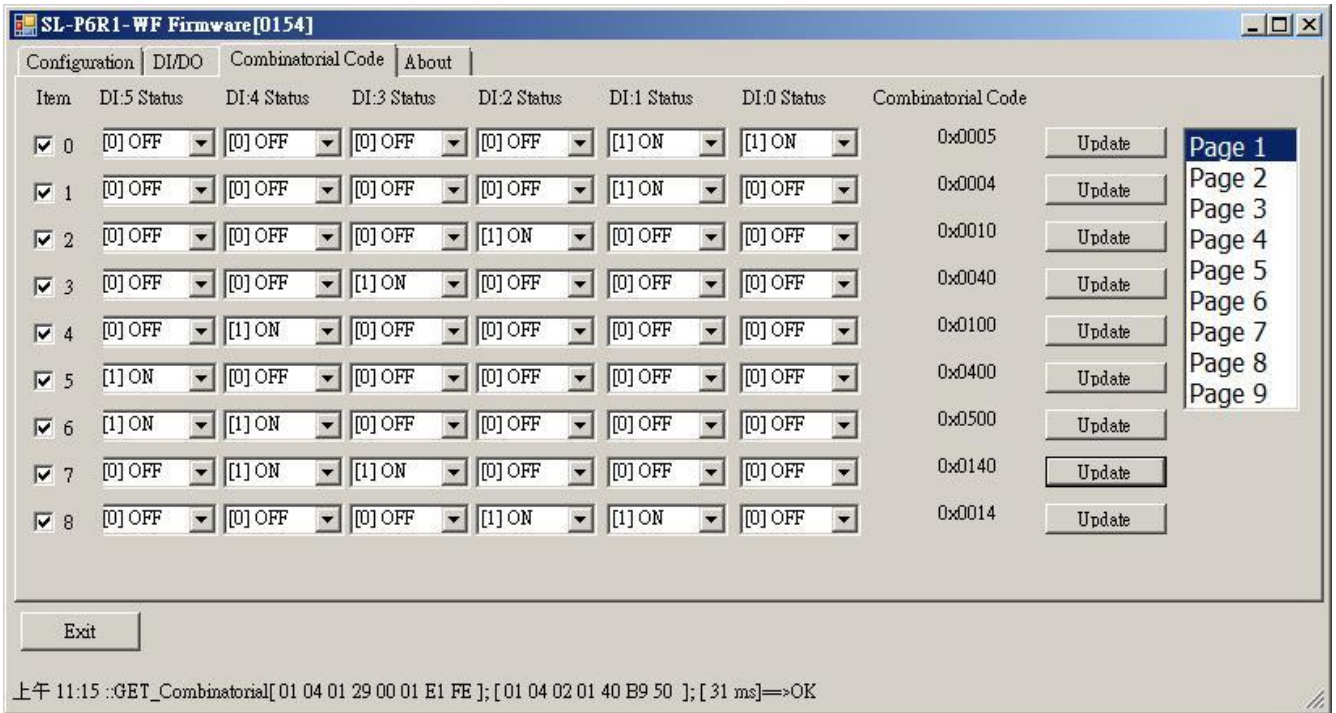 SL-P6R1-WF Firmware[0154]
Configuration DI/DO Combinatorial Code About
Item DI:5 Status DI:4 Status DI:3 Status DI:2 Status DI:1 Status DI:0 Status Combinatorial Code
0 [0] OFF [0] OFF [0] OFF [0] OFF [1] ON [1] ON 0x0005 Update
1 [0] OFF [0] OFF [0] OFF [0] OFF [1] ON [0] OFF 0x0004 Update
2 [0] OFF [0] OFF [0] OFF [1] ON [0] OFF [0] OFF 0x0010 Update
3 [0] OFF [0] OFF [1] ON [0] OFF [0] OFF [0] OFF 0x0040 Update
4 [0] OFF [1] ON [0] OFF [0] OFF [0] OFF [0] OFF 0x0100 Update
5 [1] ON [0] OFF [0] OFF [0] OFF [0] OFF [0] OFF 0x0400 Update
6 [1] ON [1] ON [0] OFF [0] OFF [0] OFF [0] OFF 0x0500 Update
7 [0] OFF [1] ON [1] ON [0] OFF [0] OFF [0] OFF 0x0140 Update
8 [0] OFF [0] OFF [0] OFF [1] ON [1] ON [0] OFF 0x0014 Update
Page 1
Page 2
Page 3
Page 4
Page 5
Page 6
Page 7
Page 8
Page 9
Exit
上午 11:15 ::GET_Combinatorial[ 01 04 01 29 00 01 E1 FE ]; [ 01 04 02 01 40 B9 50 ]; [ 31 ms]==>OK